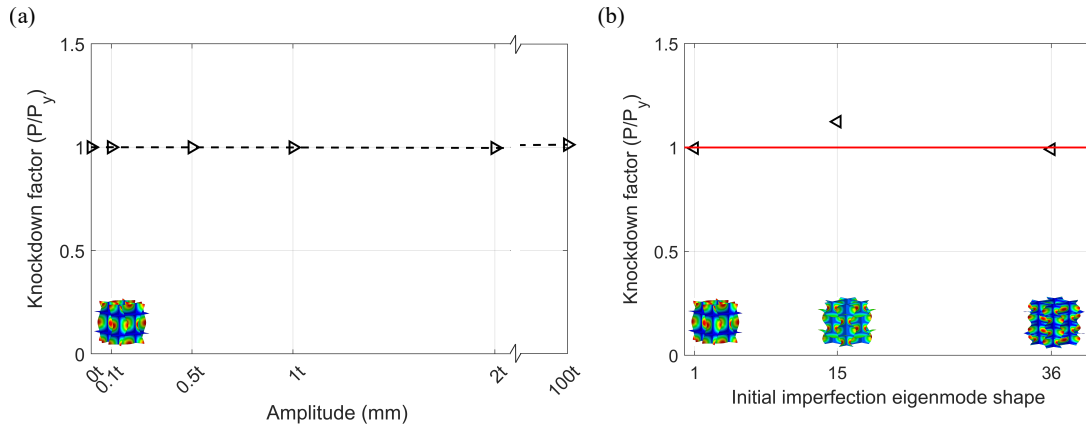 (a)
1.5
1
0.5
0
Knockdown factor (P/P_y)
0t
0.1t
0.5t
1t
2t
100t
Amplitude (mm)
(b)
1.5
1
0.5
0
Knockdown factor (P/P_y)
1
15
36
Initial imperfection eigenmode shape